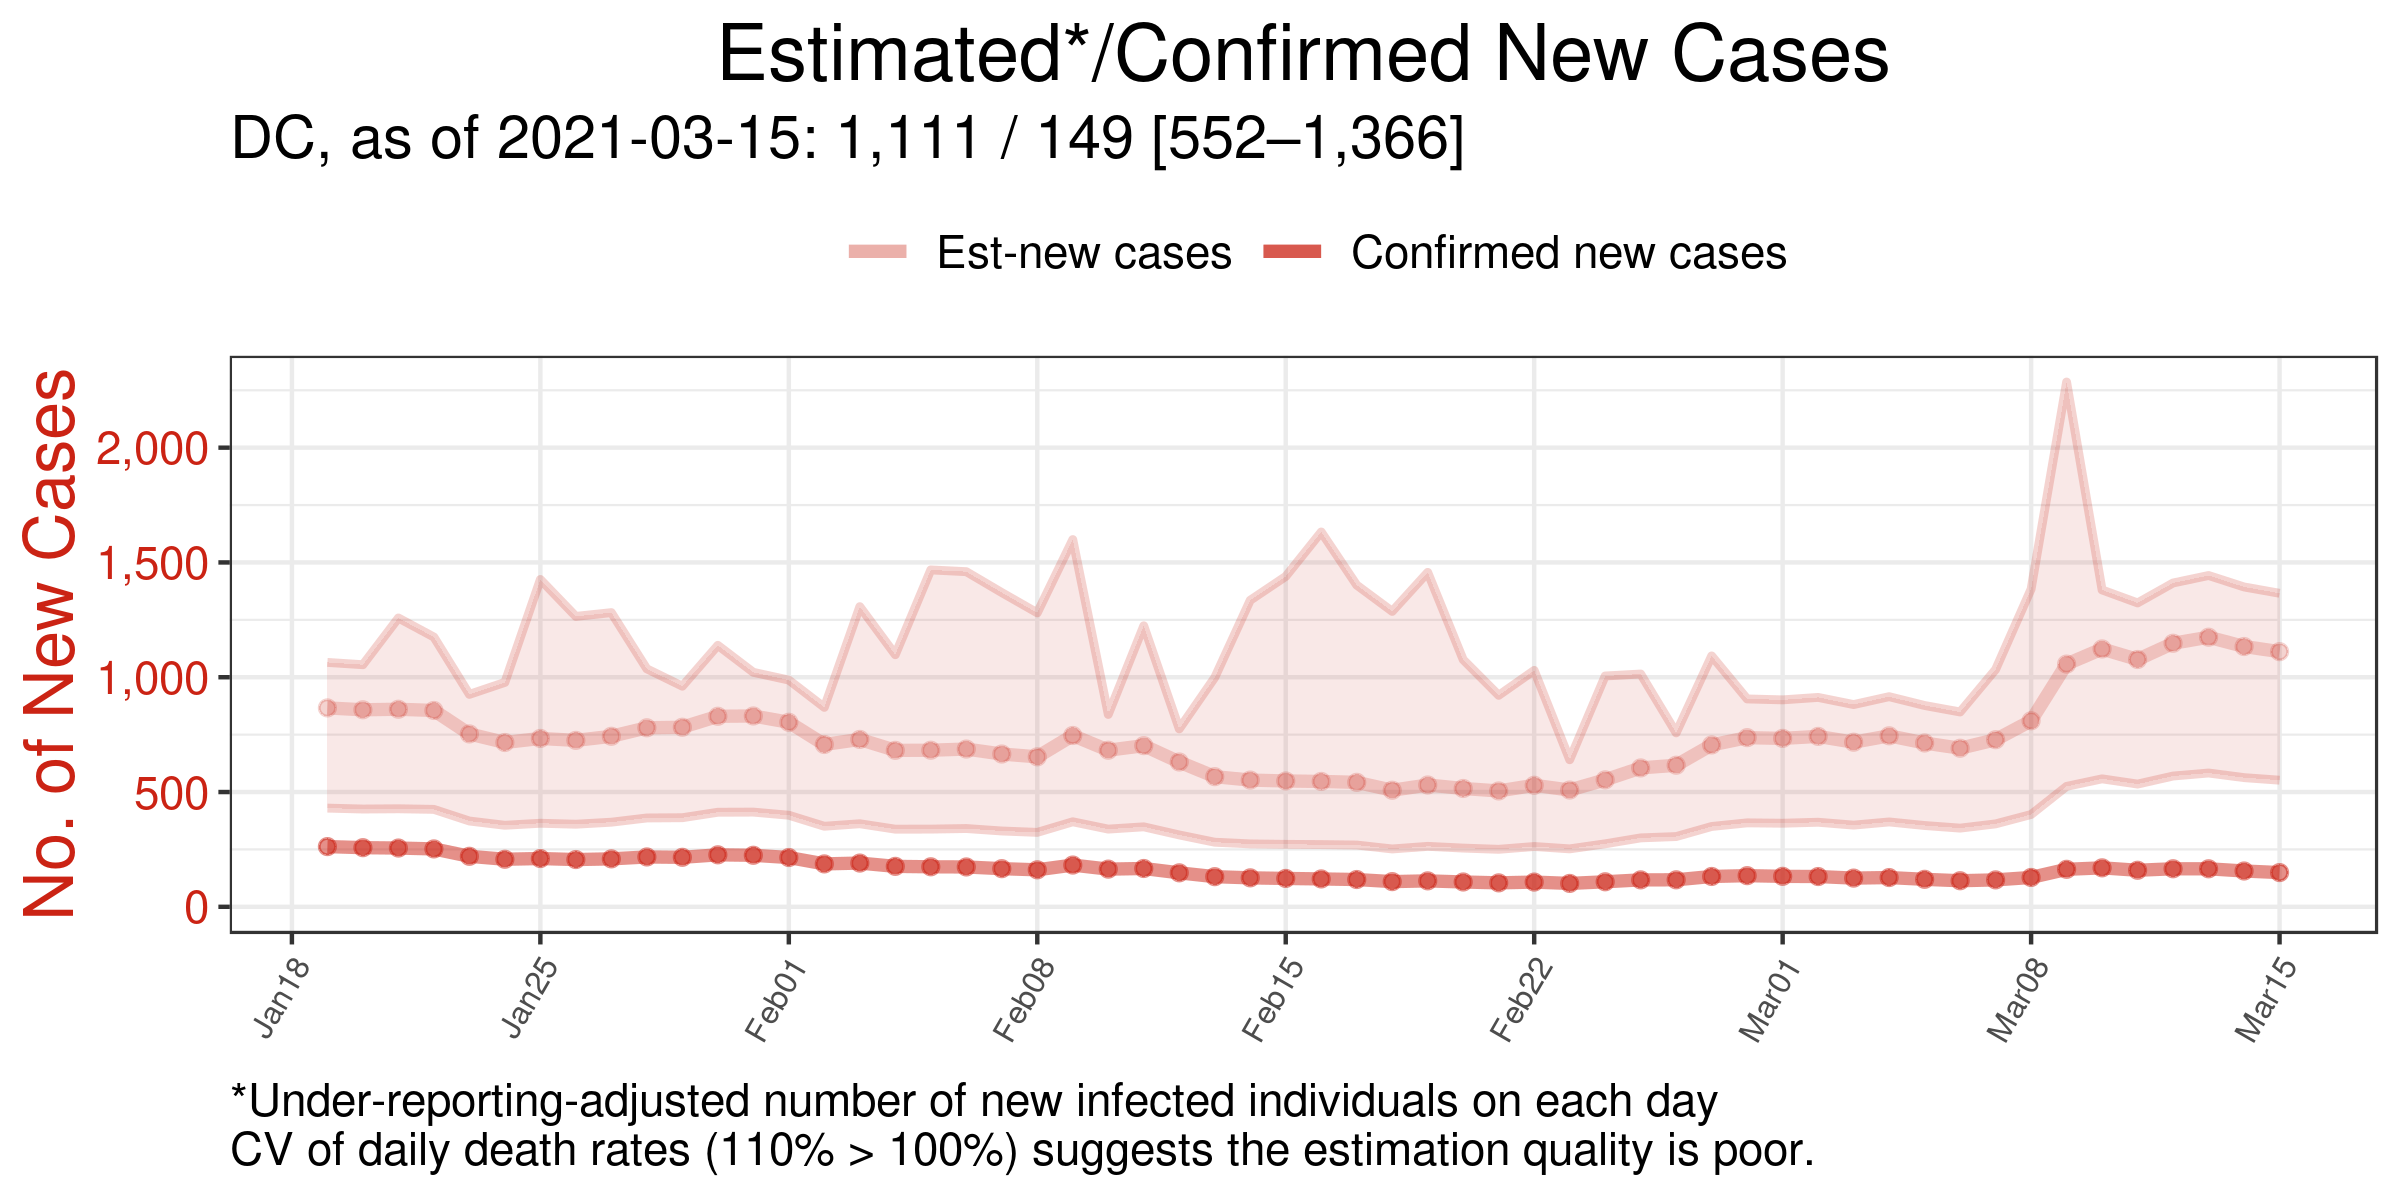 Estimated*/Confirmed New Cases
DC, as of 2021-03-15: 1,111 / 149 [552–1,366]
Est-new cases
Confirmed new cases
No. of New Cases
2,000
1,500
1,000
500
0
Jan18
Jan25
Feb01
Feb08
Feb15
Feb22
Mar01
Mar08
Mar15
*Under-reporting-adjusted number of new infected individuals on each day
CV of daily death rates (110% > 100%) suggests the estimation quality is poor.